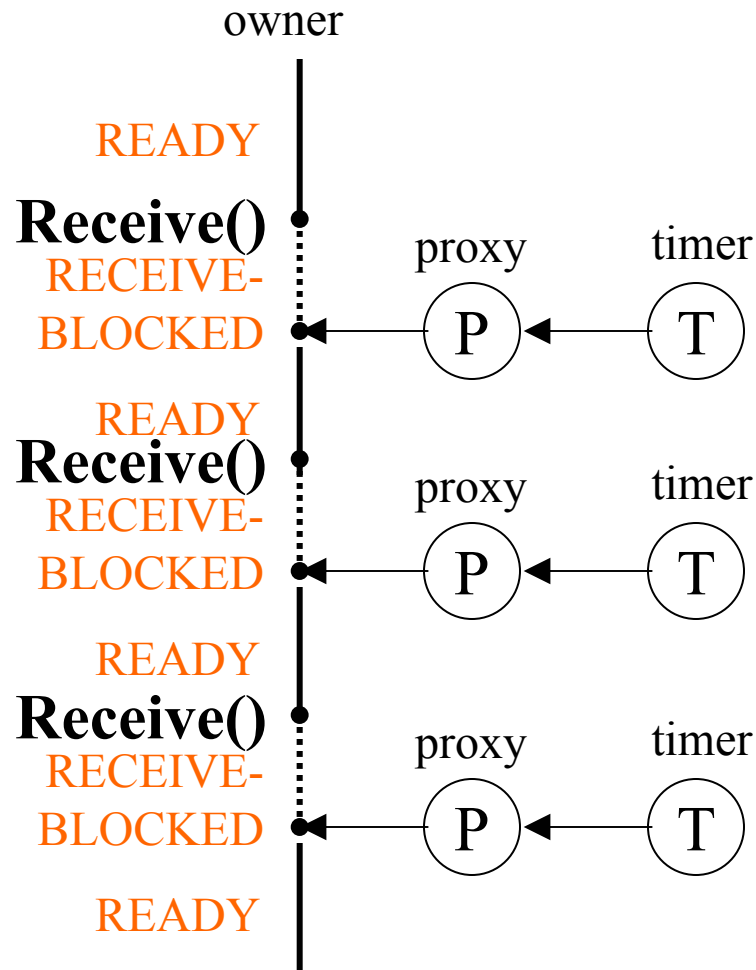 owner
READY
Receive()
proxy timer
RECEIVE-
BLOCKED
P T
READY
Receive()
proxy timer
RECEIVE-
BLOCKED
P T
READY
Receive()
proxy timer
RECEIVE-
BLOCKED
P T
READY